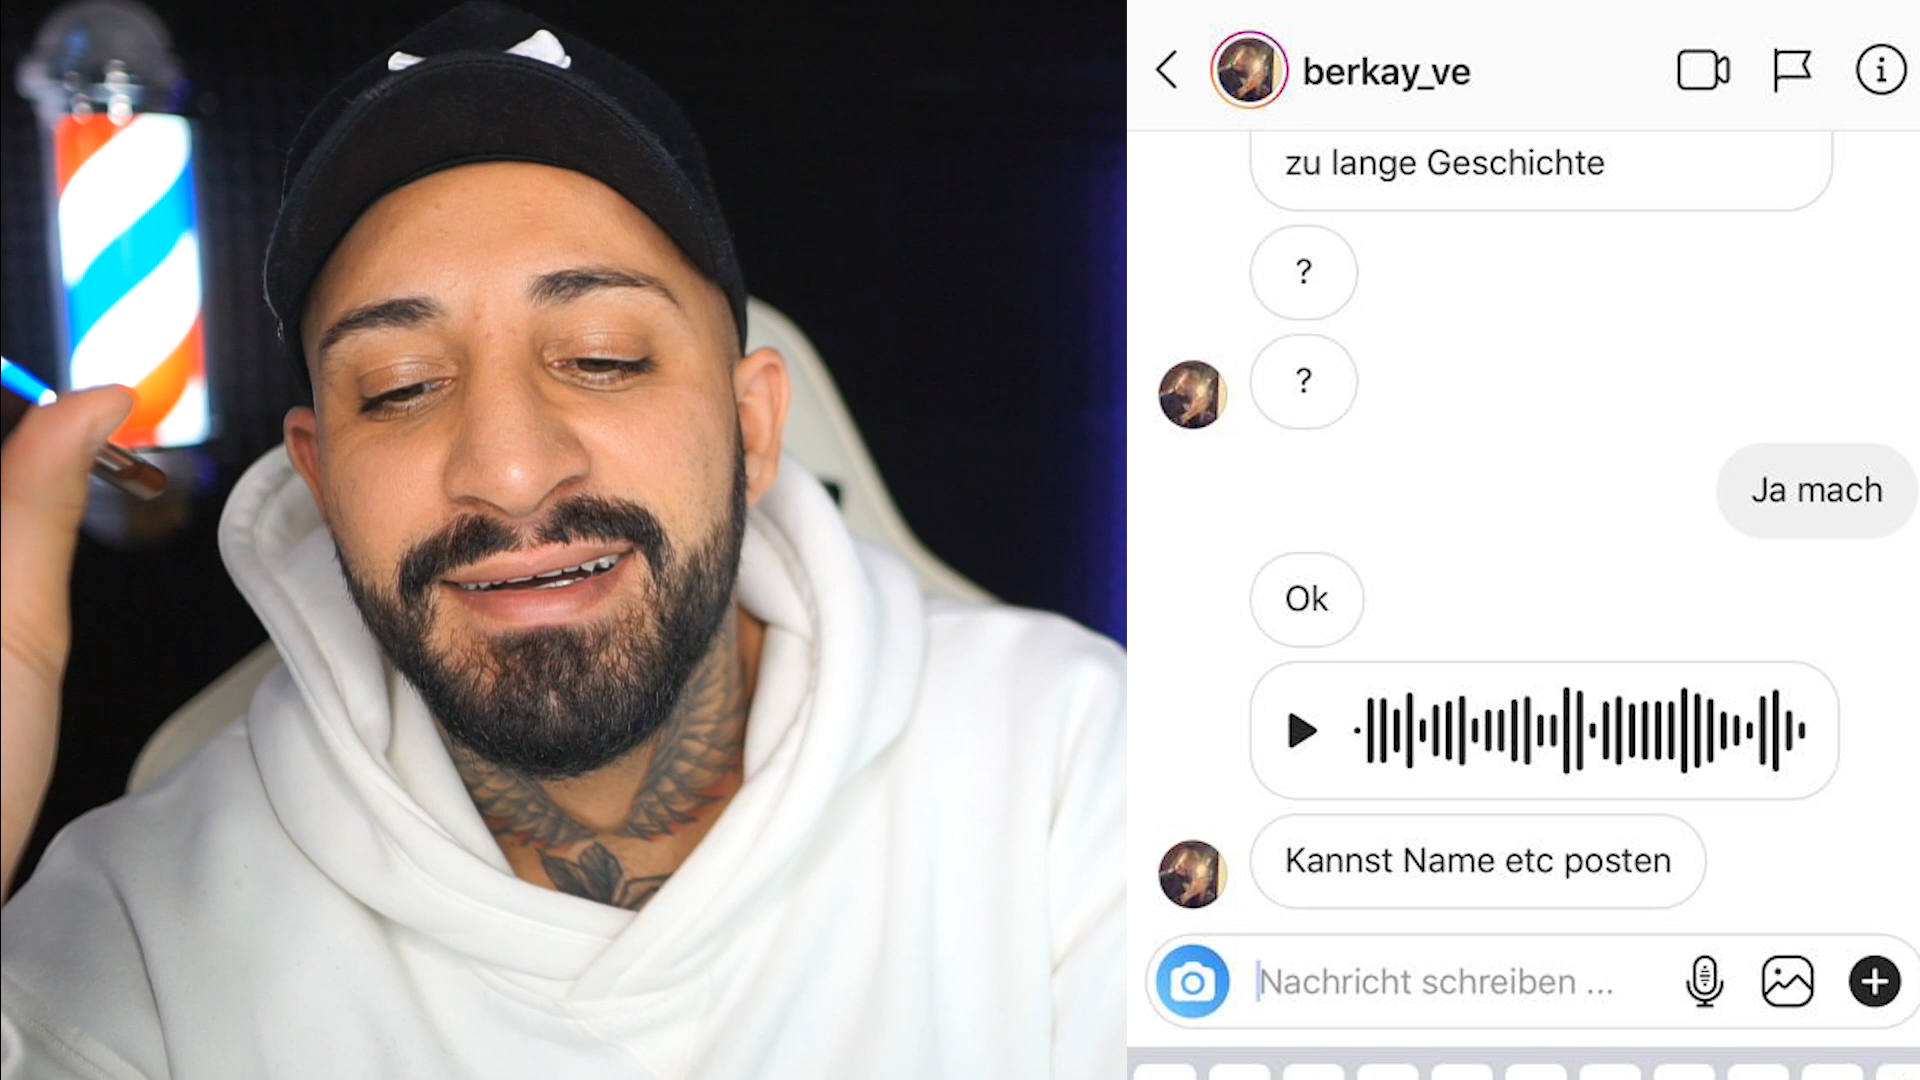 berkay_ve
zu lange Geschichte
?
?
Ja mach
Ok
Kannst Name etc posten
Nachricht schreiben ...